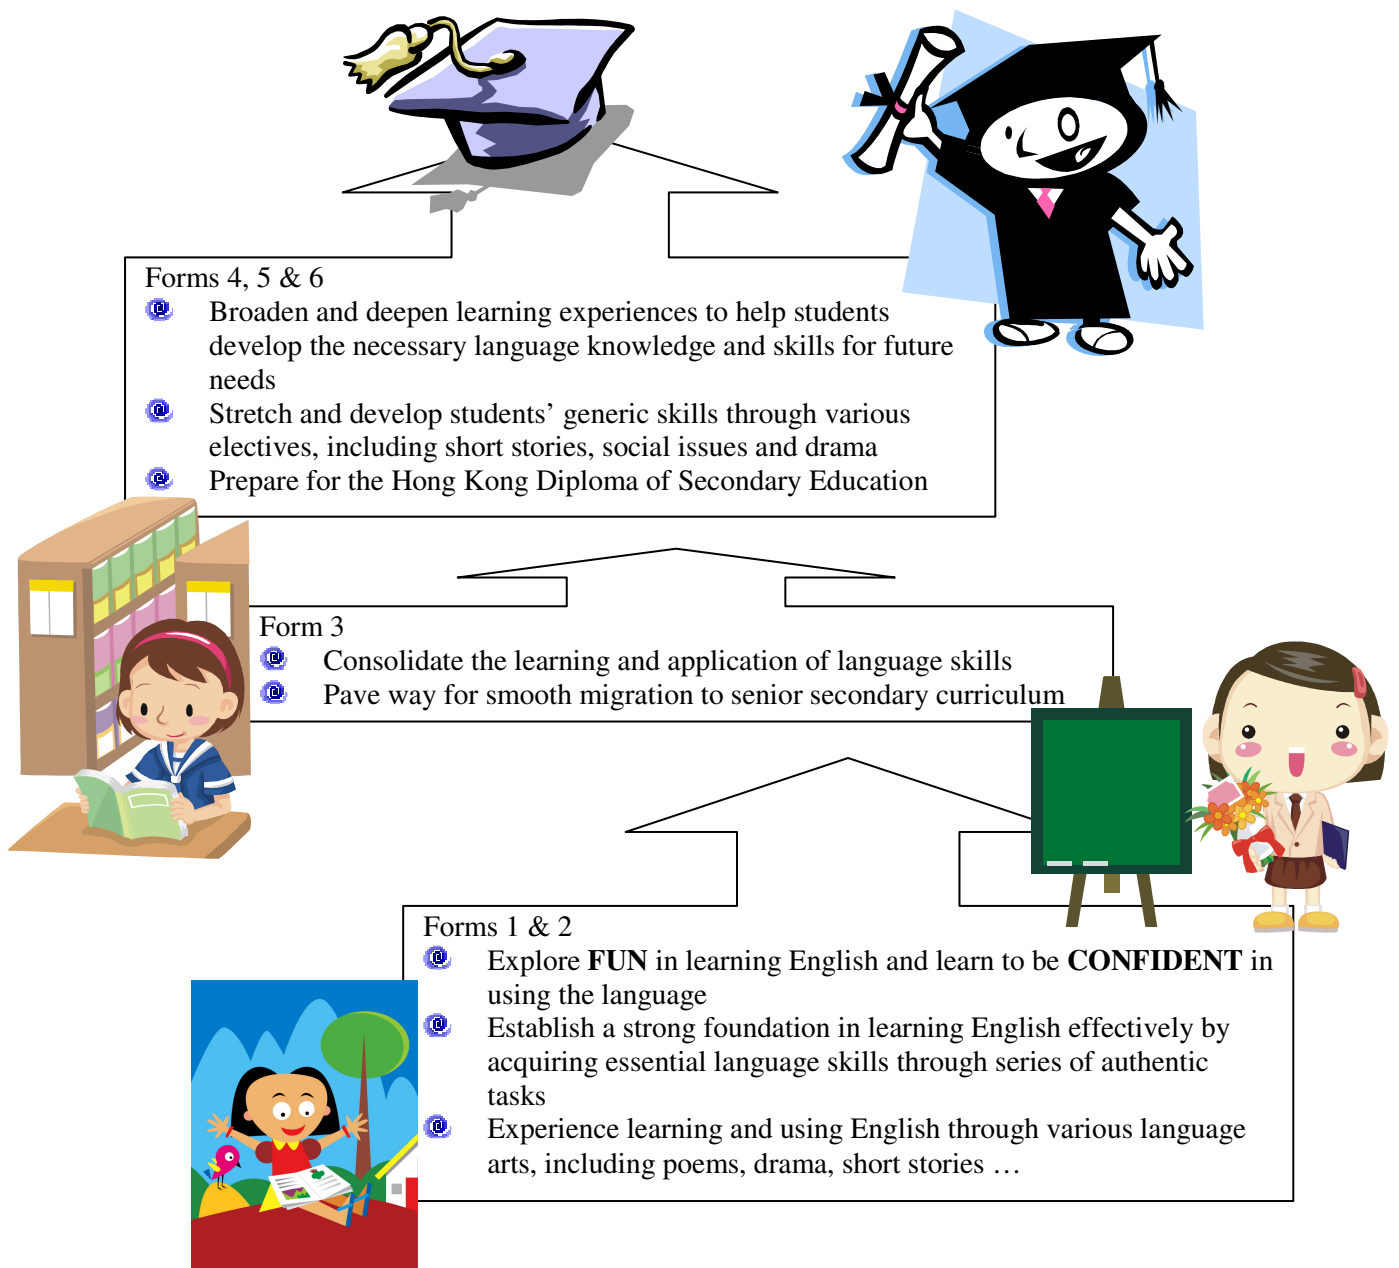 Forms 4, 5 & 6
Broaden and deepen learning experiences to help students
develop the necessary language knowledge and skills for future
needs
Stretch and develop students’ generic skills through various
electives, including short stories, social issues and drama
Prepare for the Hong Kong Diploma of Secondary Education
Form 3
Consolidate the learning and application of language skills
Pave way for smooth migration to senior secondary curriculum
Forms 1 & 2
Explore FUN in learning English and learn to be CONFIDENT in
using the language
Establish a strong foundation in learning English effectively by
acquiring essential language skills through series of authentic
tasks
Experience learning and using English through various language
arts, including poems, drama, short stories …